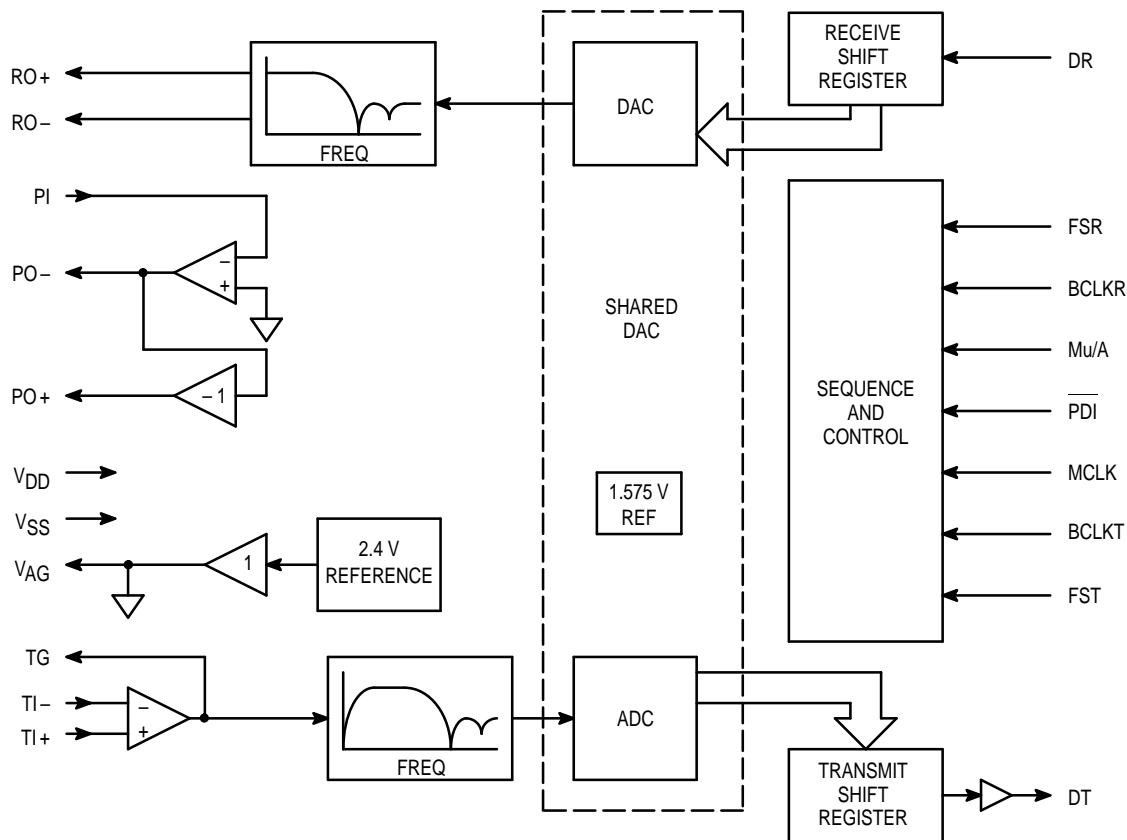 RO+
RO−
FREQ
DAC
RECEIVE
SHIFT
REGISTER
DR
PI
PO−
−
+
PO+
−1
SHARED
DAC
SEQUENCE
AND
CONTROL
FSR
BCLKR
Mu/A
PDI
MCLK
BCLKT
FST
VDD
VSS
VAG
1
2.4 V
REFERENCE
1.575 V
REF
TG
TI−
TI+
−
+
FREQ
ADC
TRANSMIT
SHIFT
REGISTER
DT